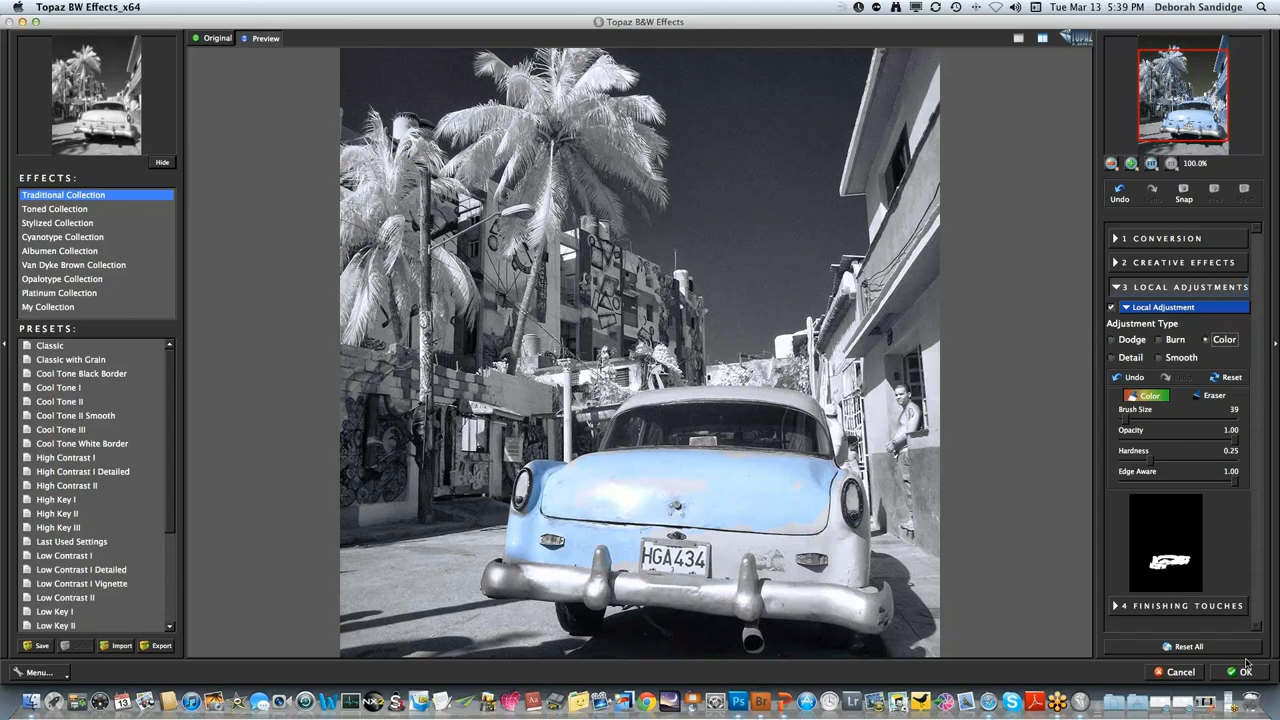 Topaz BW Effects_x64
Tue Mar 13 5:39 PM Deborah Sandidge
Topaz B&W Effects
Original Preview
TOPAZ
Hide
EFFECTS:
Traditional Collection
Toned Collection
Stylized Collection
Cyanotype Collection
Albumen Collection
Van Dyke Brown Collection
Opalotype Collection
Platinum Collection
My Collection
PRESETS:
Classic
Classic with Grain
Cool Tone Black Border
Cool Tone I
Cool Tone II
Cool Tone II Smooth
Cool Tone III
Cool Tone White Border
High Contrast I
High Contrast I Detailed
High Contrast II
High Key I
High Key II
High Key III
Last Used Settings
Low Contrast I
Low Contrast I Detailed
Low Contrast I Vignette
Low Contrast II
Low Key I
Low Key II
Save Import Export
Menu...
HGA434
100.0%
Undo Redo Snap
1 CONVERSION
2 CREATIVE EFFECTS
3 LOCAL ADJUSTMENTS
Local Adjustment
Adjustment Type
Dodge Burn Color
Detail Smooth
Undo Redo Reset
Color Eraser
Brush Size 39
Opacity 1.00
Hardness 0.25
Edge Aware 1.00
4 FINISHING TOUCHES
Reset All
Cancel OK